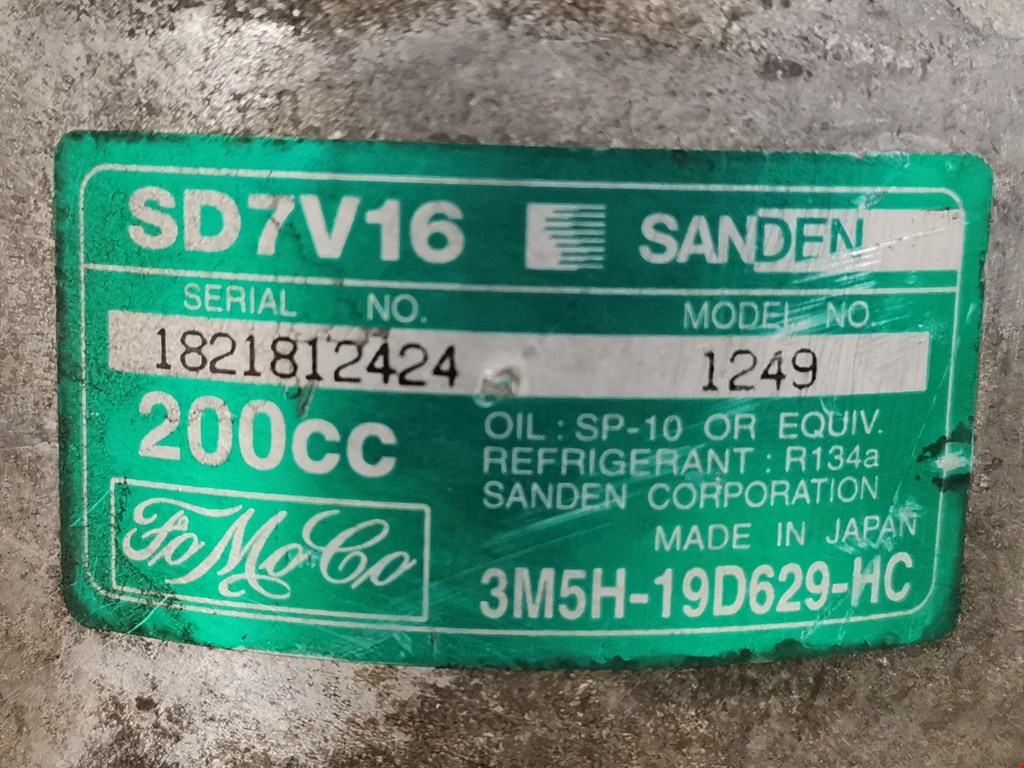 SD7V16 SANDEN
SERIAL NO. MODEL NO.
1821812424 1249
200cc
OIL : SP-10 OR EQUIV.
REFRIGERANT : R134a
SANDEN CORPORATION
MADE IN JAPAN
FoMoCo
3M5H-19D629-HC